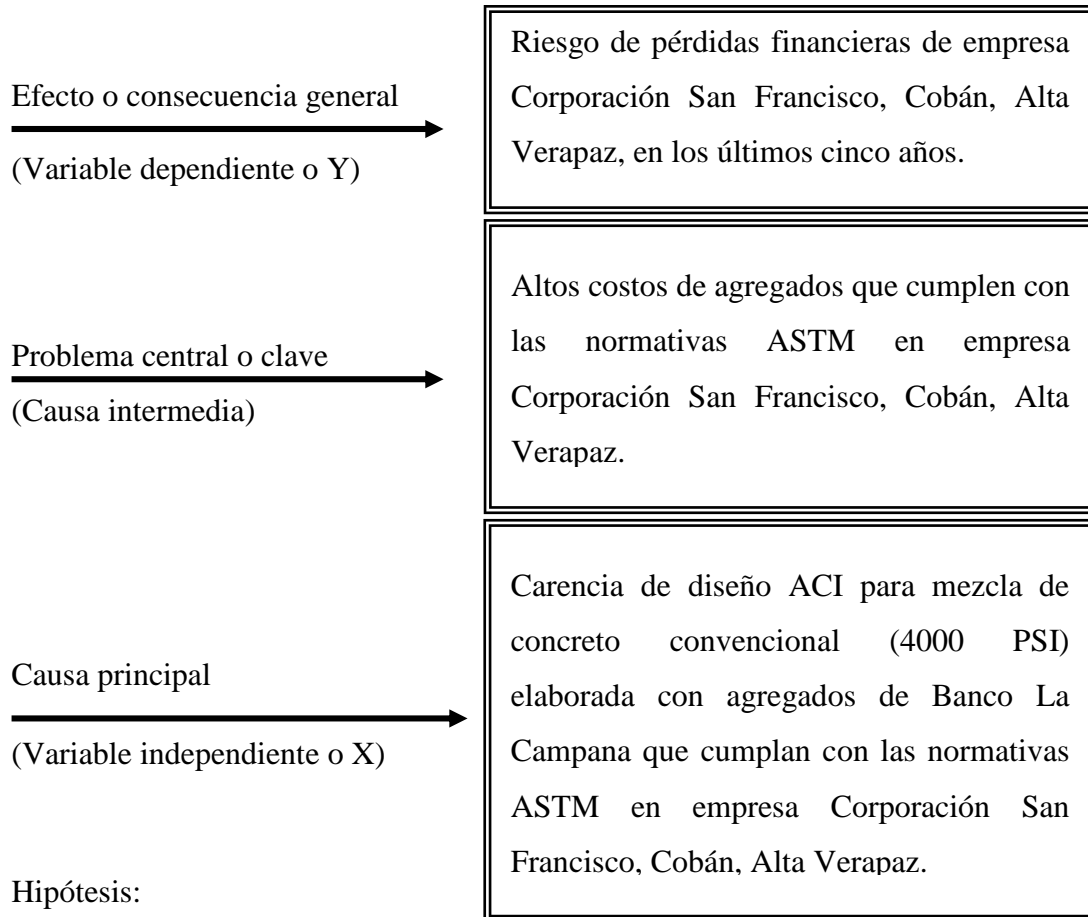 Efecto o consecuencia general
(Variable dependiente o Y)
Riesgo de pérdidas financieras de empresa
Corporación San Francisco, Cobán, Alta
Verapaz, en los últimos cinco años.
Problema central o clave
(Causa intermedia)
Altos costos de agregados que cumplen con
las normativas ASTM en empresa
Corporación San Francisco, Cobán, Alta
Verapaz.
Causa principal
(Variable independiente o X)
Carencia de diseño ACI para mezcla de
concreto convencional (4000 PSI)
elaborada con agregados de Banco La
Campana que cumplan con las normativas
ASTM en empresa Corporación San
Francisco, Cobán, Alta Verapaz.
Hipótesis: